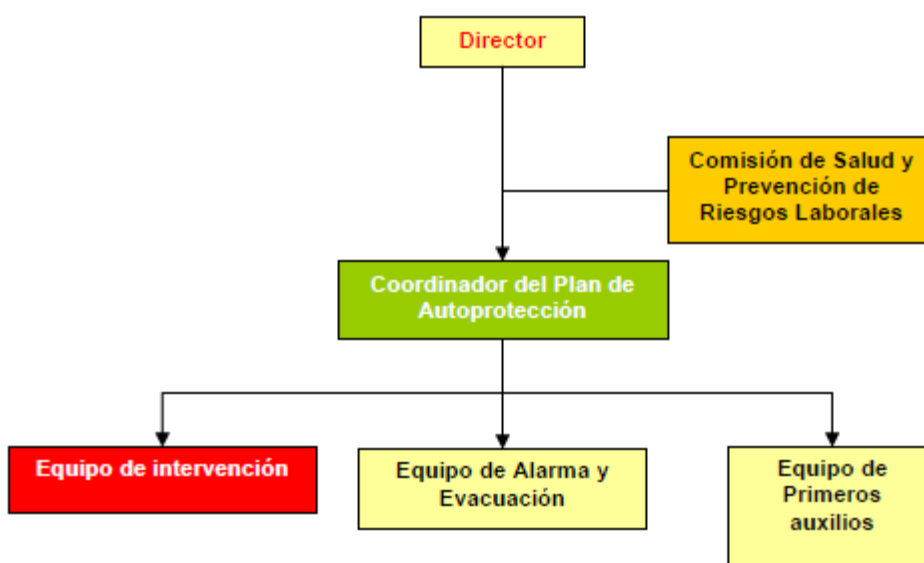 Director
Comisión de Salud y
Prevención de
Riesgos Laborales
Coordinador del Plan de
Autoprotección
Equipo de intervención
Equipo de Alarma y
Evacuación
Equipo de
Primeros
auxilios